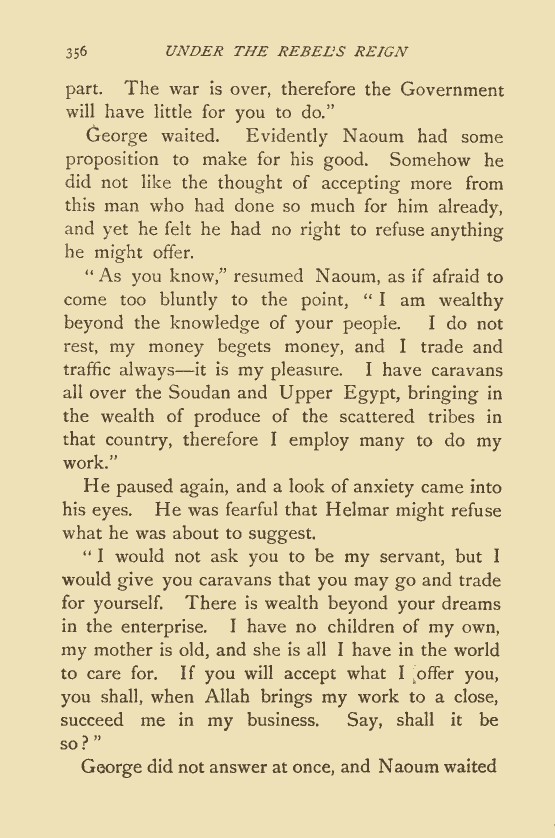 356 UNDER THE REBEL'S REIGN
part. The war is over, therefore the Government
will have little for you to do."
George waited. Evidently Naoum had some
proposition to make for his good. Somehow he
did not like the thought of accepting more from
this man who had done so much for him already,
and yet he felt he had no right to refuse anything
he might offer.
"As you know," resumed Naoum, as if afraid to
come too bluntly to the point, "I am wealthy
beyond the knowledge of your people. I do not
rest, my money begets money, and I trade and
traffic always—it is my pleasure. I have caravans
all over the Soudan and Upper Egypt, bringing in
the wealth of produce of the scattered tribes in
that country, therefore I employ many to do my
work."
He paused again, and a look of anxiety came into
his eyes. He was fearful that Helmar might refuse
what he was about to suggest.
"I would not ask you to be my servant, but I
would give you caravans that you may go and trade
for yourself. There is wealth beyond your dreams
in the enterprise. I have no children of my own,
my mother is old, and she is all I have in the world
to care for. If you will accept what I offer you,
you shall, when Allah brings my work to a close,
succeed me in my business. Say, shall it be
so?"
George did not answer at once, and Naoum waited